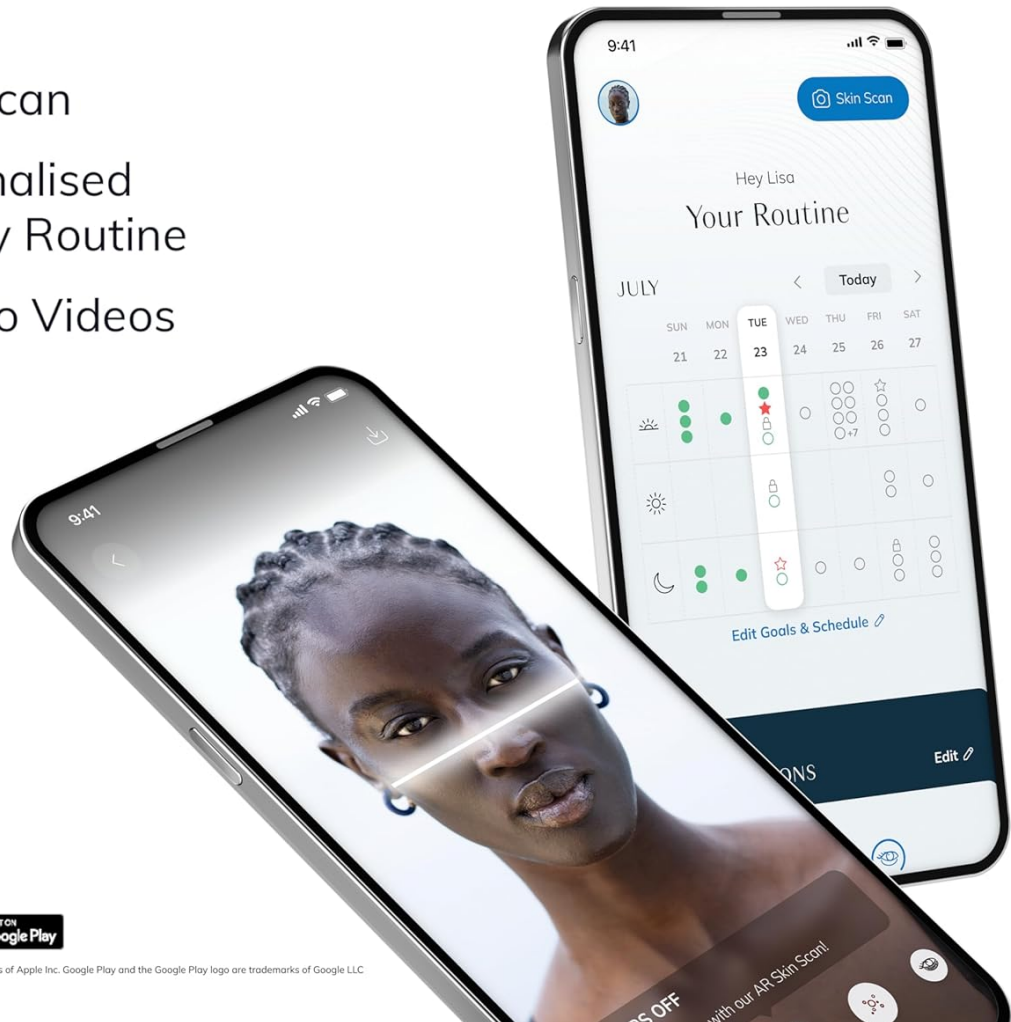 can
nalised
y Routine
o Videos
9:41
Skin Scan
Hey Lisa
Your Routine
JULY
Today
SUN MON TUE WED THU FRI SAT
21 22 23 24 25 26 27
+7
Edit Goals & Schedule
ONS
Edit
9:41
S OFF
with our AR Skin Scan!
T ON
ogle Play
s of Apple Inc. Google Play and the Google Play logo are trademarks of Google LLC